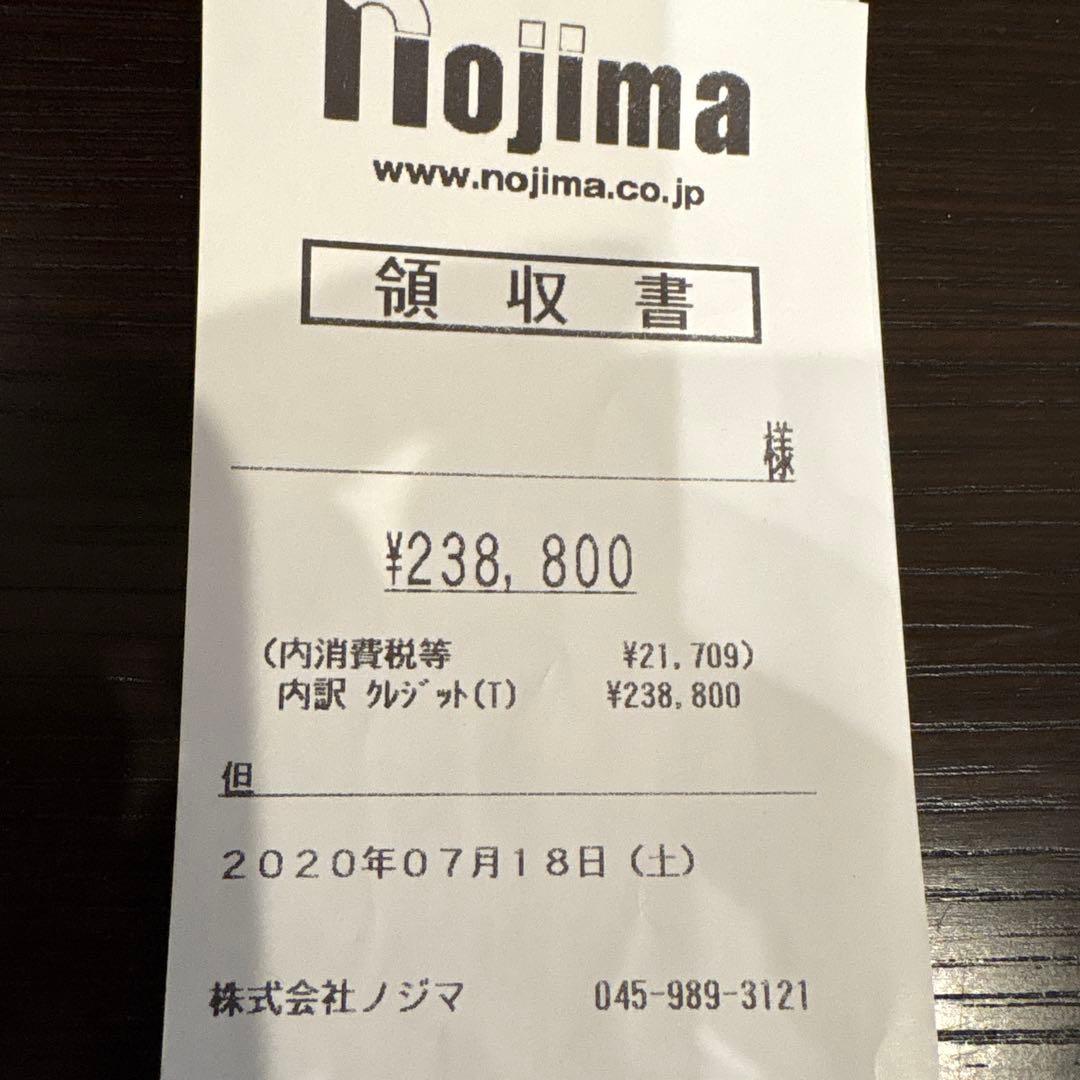 nojima
www.nojima.co.jp
領収書
様
¥238,800
(内消費税等 ¥21,709)
内訳 ｸﾚｼﾞｯﾄ(T) ¥238,800
但
２０２０年０７月１８日（土）
株式会社ノジマ 045-989-3121